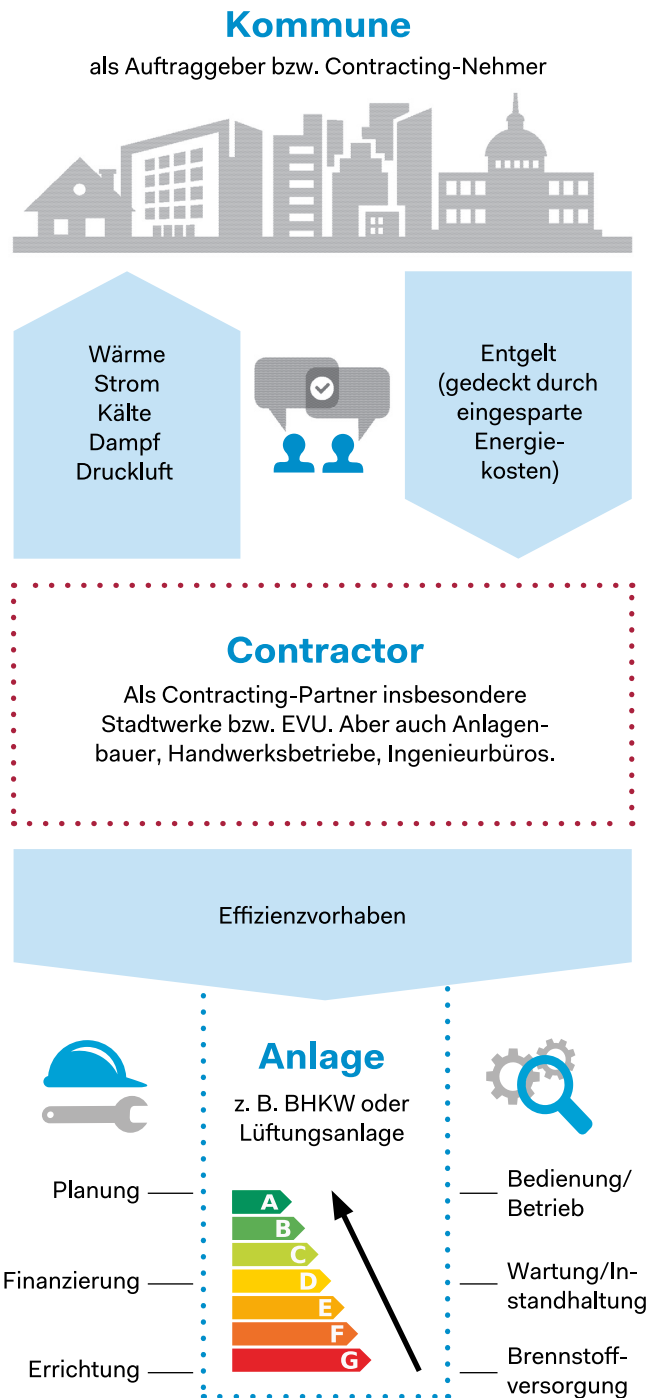 Kommune
als Auftraggeber bzw. Contracting-Nehmer
Wärme
Strom
Kälte
Dampf
Druckluft
Entgelt
(gedeckt durch
eingesparte
Energie-
kosten)
Contractor
Als Contracting-Partner insbesondere
Stadtwerke bzw. EVU. Aber auch Anlagen-
bauer, Handwerksbetriebe, Ingenieurbüros.
Effizienzvorhaben
Anlage
z. B. BHKW oder
Lüftungsanlage
Planung
Finanzierung
Errichtung
A
B
C
D
E
F
G
Bedienung/
Betrieb
Wartung/In-
standhaltung
Brennstoff-
versorgung